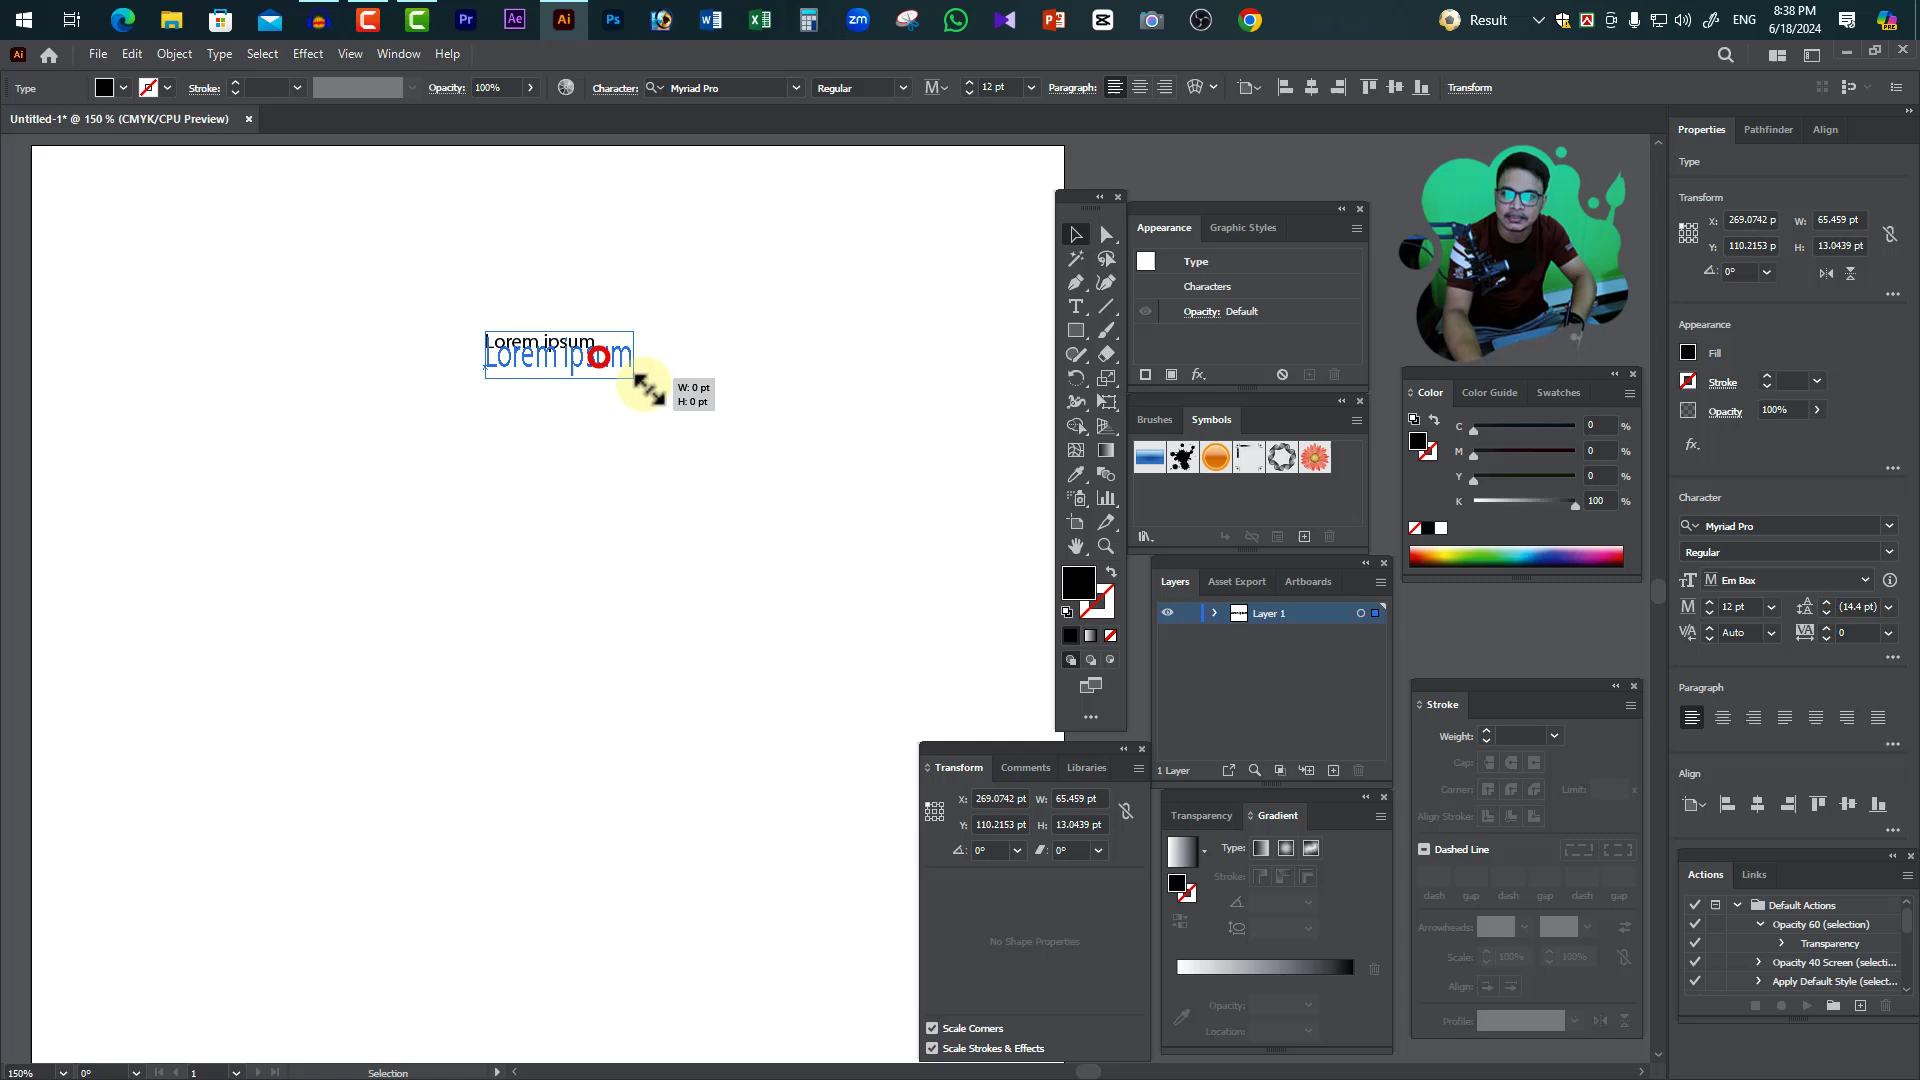 Result
ENG
8:38 PM
6/18/2024
File Edit Object Type Select Effect View Window Help
Type
Stroke:
Opacity: 100%
Character: Myriad Pro
Regular
12 pt
Paragraph:
Transform
Untitled-1* @ 150 % (CMYK/CPU Preview)
Lorem ipsum
Lorem ipsum
W: 0 pt
H: 0 pt
Appearance Graphic Styles
Type
Characters
Opacity: Default
Brushes Symbols
Layers Asset Export Artboards
Layer 1
1 Layer
Transform Comments Libraries
X: 269.0742 pt W: 65.459 pt
Y: 110.2153 pt H: 13.0439 pt
0° 0°
No Shape Properties
Scale Corners
Scale Strokes & Effects
Transparency Gradient
Type:
Stroke:
Opacity:
Location:
Color Color Guide Swatches
C 0 %
M 0 %
Y 0 %
K 100 %
Stroke
Weight:
Cap:
Corner: Limit: x
Align Stroke:
Dashed Line
dash gap dash gap dash gap
Arrowheads:
Scale: 100% 100%
Align:
Profile:
Properties Pathfinder Align
Type
Transform
X: 269.0742 p W: 65.459 pt
Y: 110.2153 p H: 13.0439 pt
0°
Appearance
Fill
Stroke
Opacity 100%
Character
Myriad Pro
Regular
Em Box
12 pt (14.4 pt)
Auto 0
Paragraph
Align
Actions Links
Default Actions
Opacity 60 (selection)
Transparency
Opacity 40 Screen (selecti...
Apply Default Style (select...
150% 0° 1 Selection